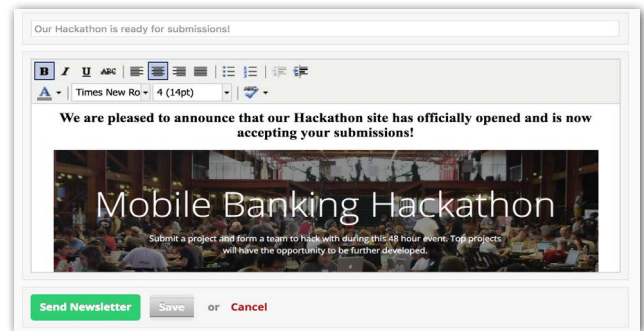 Our Hackathon is ready for submissions!
B I U ABC
A Times New Ro 4 (14pt) ABC
We are pleased to announce that our Hackathon site has officially opened and is now
accepting your submissions!
Mobile Banking Hackathon
Submit a project and form a team to hack with during this 48 hour event. Top projects
will have the opportunity to be further developed.
Send Newsletter Save or Cancel